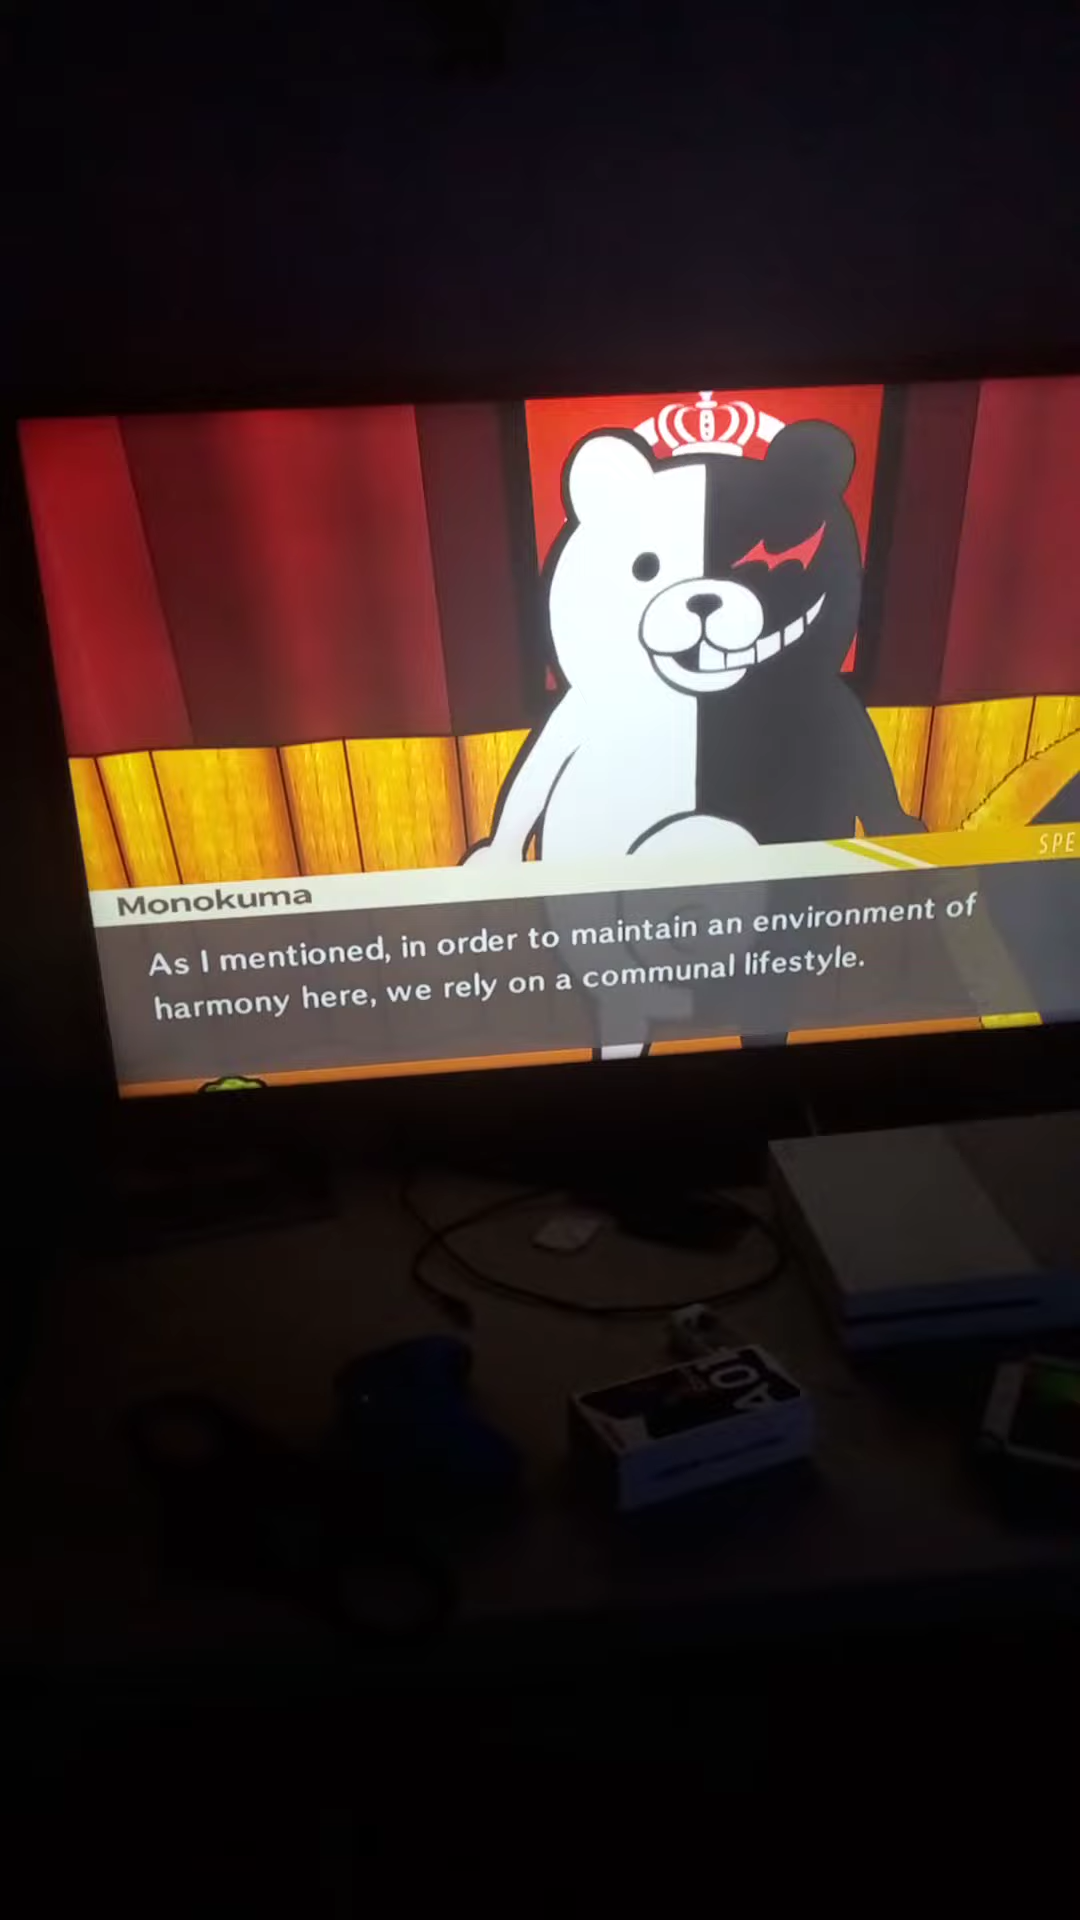 SPE
Monokuma
As I mentioned, in order to maintain an environment of
harmony here, we rely on a communal lifestyle.